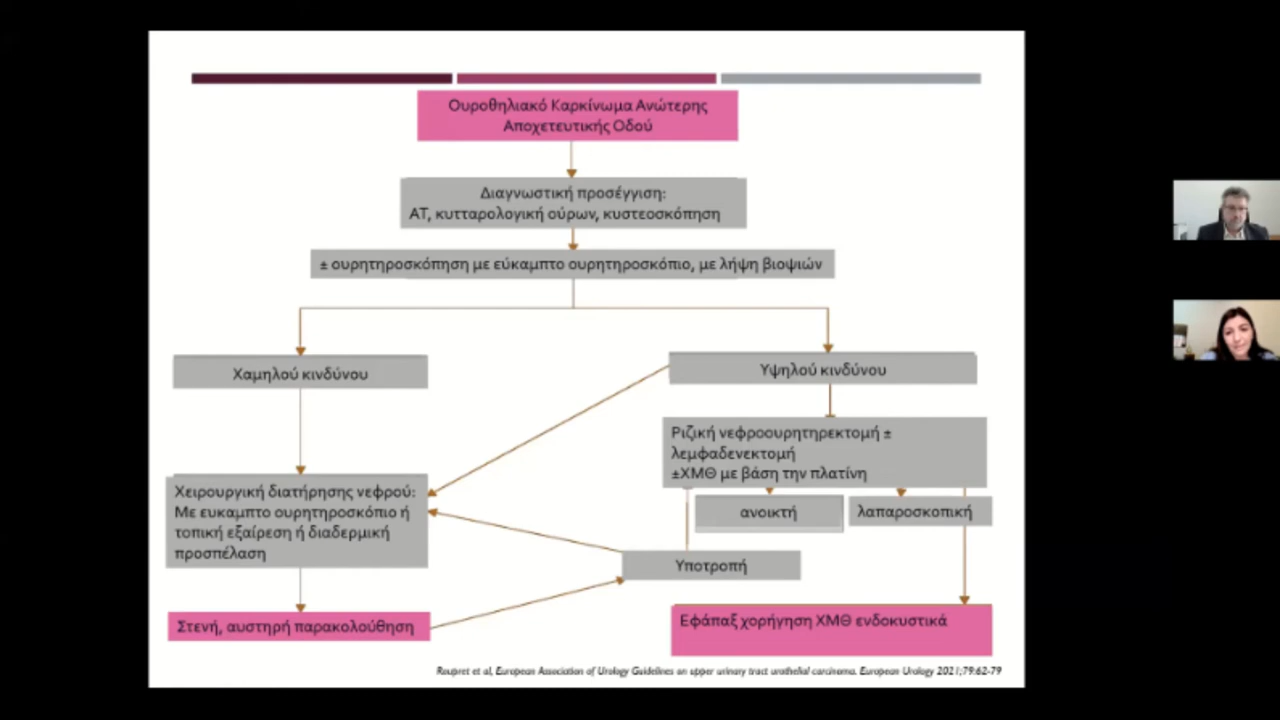 Ουροθηλιακό Καρκίνωμα Ανώτερης
Αποχετευτικής Οδού
Διαγνωστική προσέγγιση:
ΑΤ, κυτταρολογική ούρων, κυστεοσκόπηση
± ουρητηροσκόπηση με εύκαμπτο ουρητηροσκόπιο, με λήψη βιοψιών
Χαμηλού κινδύνου
Υψηλού κινδύνου
Ριζική νεφροουρητηρεκτομή ±
λεμφαδενεκτομή
±ΧΜΘ με βάση την πλατίνη
Χειρουργική διατήρησης νεφρού:
Με ευκαμπτο ουρητηροσκόπιο ή
τοπική εξαίρεση ή διαδερμική
προσπέλαση
ανοικτή
λαπαροσκοπική
Υποτροπή
Στενή, αυστηρή παρακολούθηση
Εφάπαξ χορήγηση ΧΜΘ ενδοκυστικά
Roupret et al, European Association of Urology Guidelines on upper urinary tract urothelial carcinoma. European Urology 2021;79:62-79